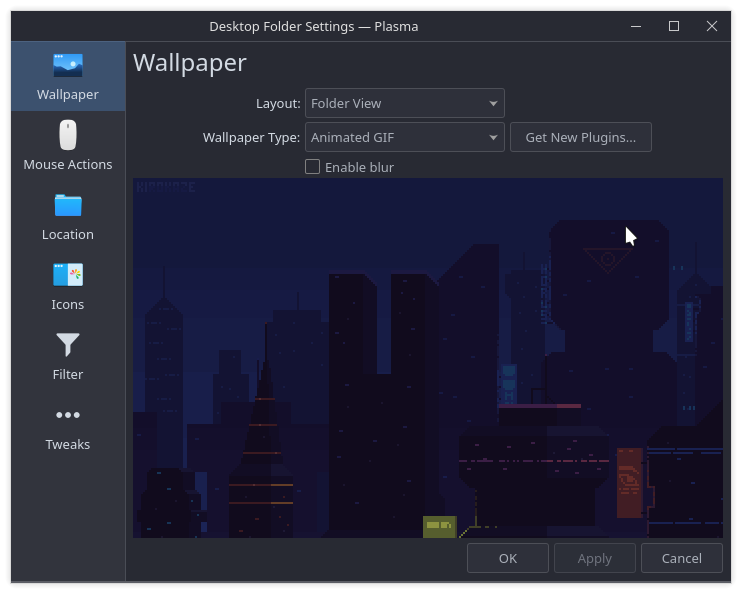 Desktop Folder Settings — Plasma
Wallpaper
Mouse Actions
Location
Icons
Filter
Tweaks
Wallpaper
Layout: Folder View
Wallpaper Type: Animated GIF Get New Plugins...
Enable blur
OK Apply Cancel